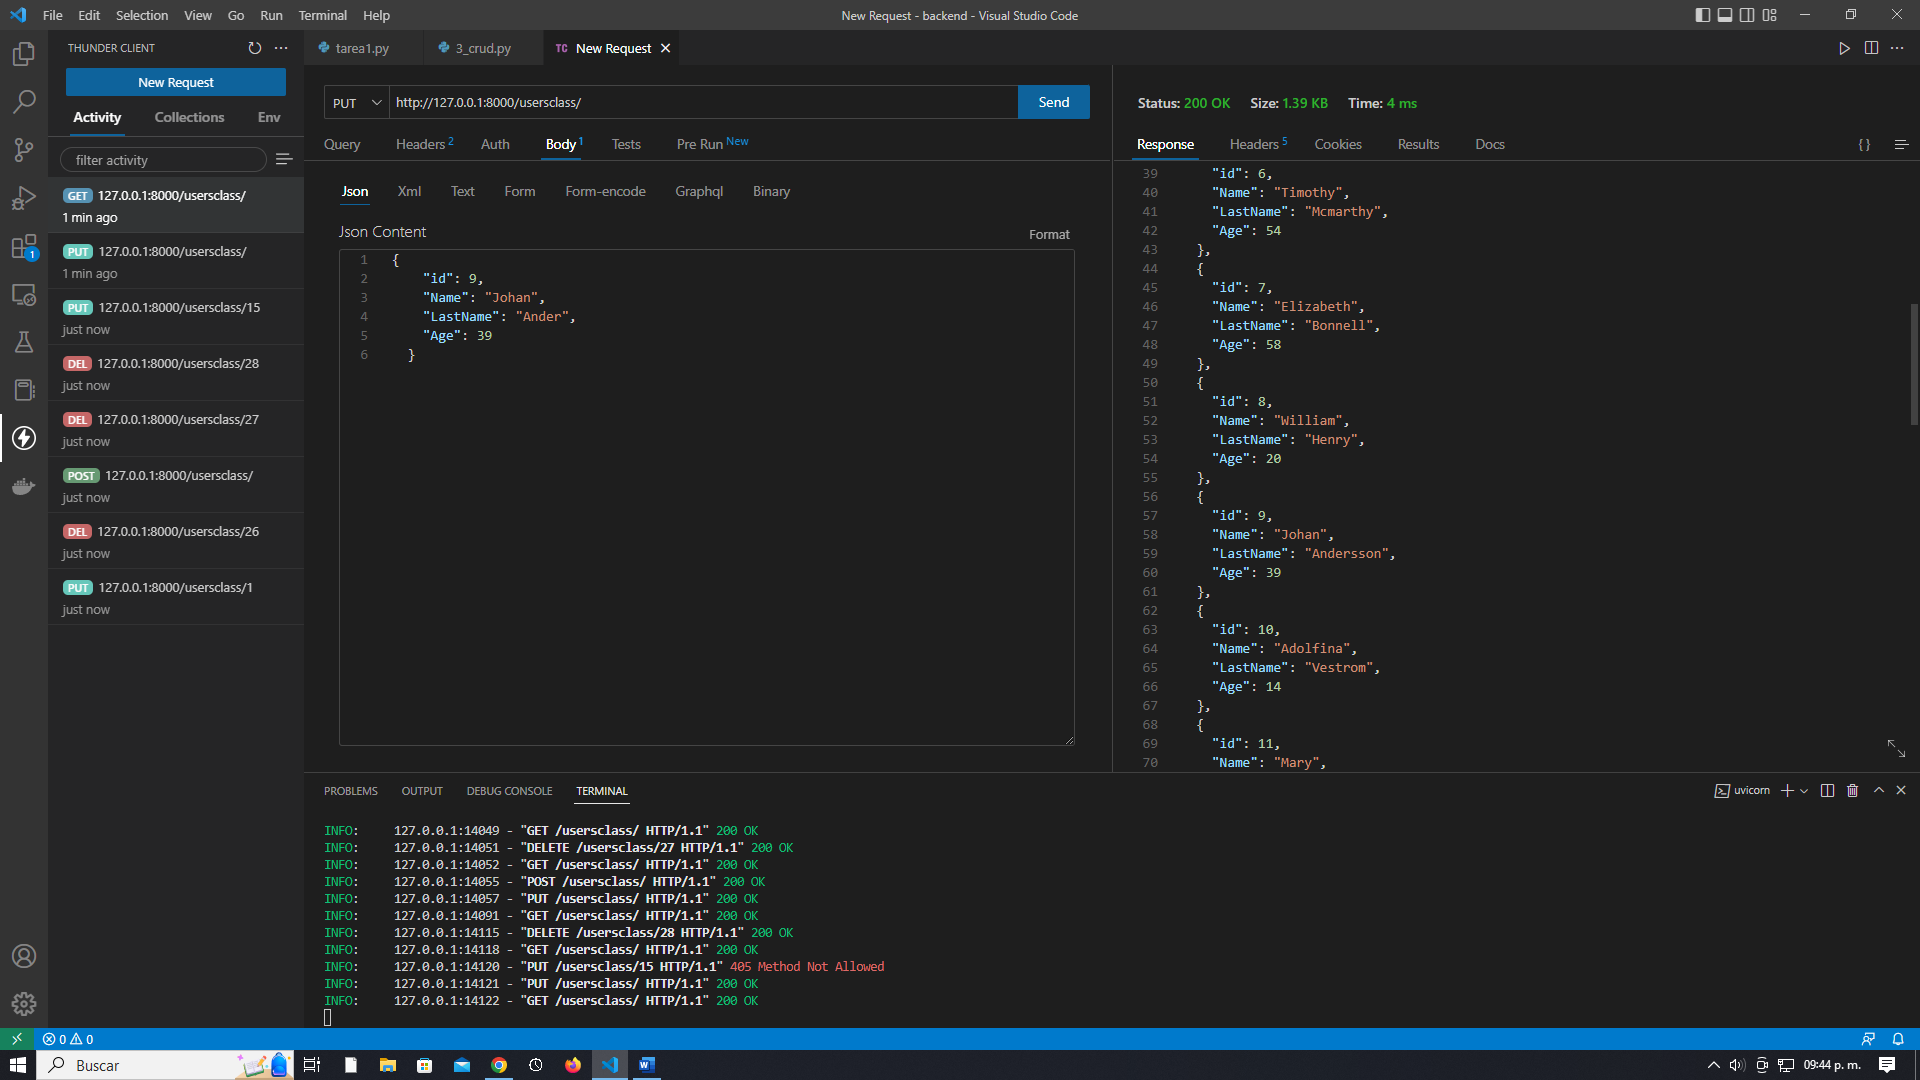 File Edit Selection View Go Run Terminal Help
New Request - backend - Visual Studio Code
THUNDER CLIENT
New Request
Activity Collections Env
filter activity
GET 127.0.0.1:8000/usersclass/
1 min ago
PUT 127.0.0.1:8000/usersclass/
1 min ago
PUT 127.0.0.1:8000/usersclass/15
just now
DEL 127.0.0.1:8000/usersclass/28
just now
DEL 127.0.0.1:8000/usersclass/27
just now
POST 127.0.0.1:8000/usersclass/
just now
DEL 127.0.0.1:8000/usersclass/26
just now
PUT 127.0.0.1:8000/usersclass/1
just now
tarea1.py 3_crud.py TC New Request
PUT http://127.0.0.1:8000/usersclass/ Send
Query Headers 2 Auth Body 1 Tests Pre Run New
Json Xml Text Form Form-encode Graphql Binary
Json Content Format
1 {
2 "id": 9,
3 "Name": "Johan",
4 "LastName": "Ander",
5 "Age": 39
6 }
Status: 200 OK Size: 1.39 KB Time: 4 ms
Response Headers 5 Cookies Results Docs { }
39 "id": 6,
40 "Name": "Timothy",
41 "LastName": "Mcmarthy",
42 "Age": 54
43 },
44 {
45 "id": 7,
46 "Name": "Elizabeth",
47 "LastName": "Bonnell",
48 "Age": 58
49 },
50 {
51 "id": 8,
52 "Name": "William",
53 "LastName": "Henry",
54 "Age": 20
55 },
56 {
57 "id": 9,
58 "Name": "Johan",
59 "LastName": "Andersson",
60 "Age": 39
61 },
62 {
63 "id": 10,
64 "Name": "Adolfina",
65 "LastName": "Vestrom",
66 "Age": 14
67 },
68 {
69 "id": 11,
70 "Name": "Mary",
PROBLEMS OUTPUT DEBUG CONSOLE TERMINAL
uvicorn
INFO: 127.0.0.1:14049 - "GET /usersclass/ HTTP/1.1" 200 OK
INFO: 127.0.0.1:14051 - "DELETE /usersclass/27 HTTP/1.1" 200 OK
INFO: 127.0.0.1:14052 - "GET /usersclass/ HTTP/1.1" 200 OK
INFO: 127.0.0.1:14055 - "POST /usersclass/ HTTP/1.1" 200 OK
INFO: 127.0.0.1:14057 - "PUT /usersclass/ HTTP/1.1" 200 OK
INFO: 127.0.0.1:14091 - "GET /usersclass/ HTTP/1.1" 200 OK
INFO: 127.0.0.1:14115 - "DELETE /usersclass/28 HTTP/1.1" 200 OK
INFO: 127.0.0.1:14118 - "GET /usersclass/ HTTP/1.1" 200 OK
INFO: 127.0.0.1:14120 - "PUT /usersclass/15 HTTP/1.1" 405 Method Not Allowed
INFO: 127.0.0.1:14121 - "PUT /usersclass/ HTTP/1.1" 200 OK
INFO: 127.0.0.1:14122 - "GET /usersclass/ HTTP/1.1" 200 OK
1
0 0
Buscar
09:44 p. m.